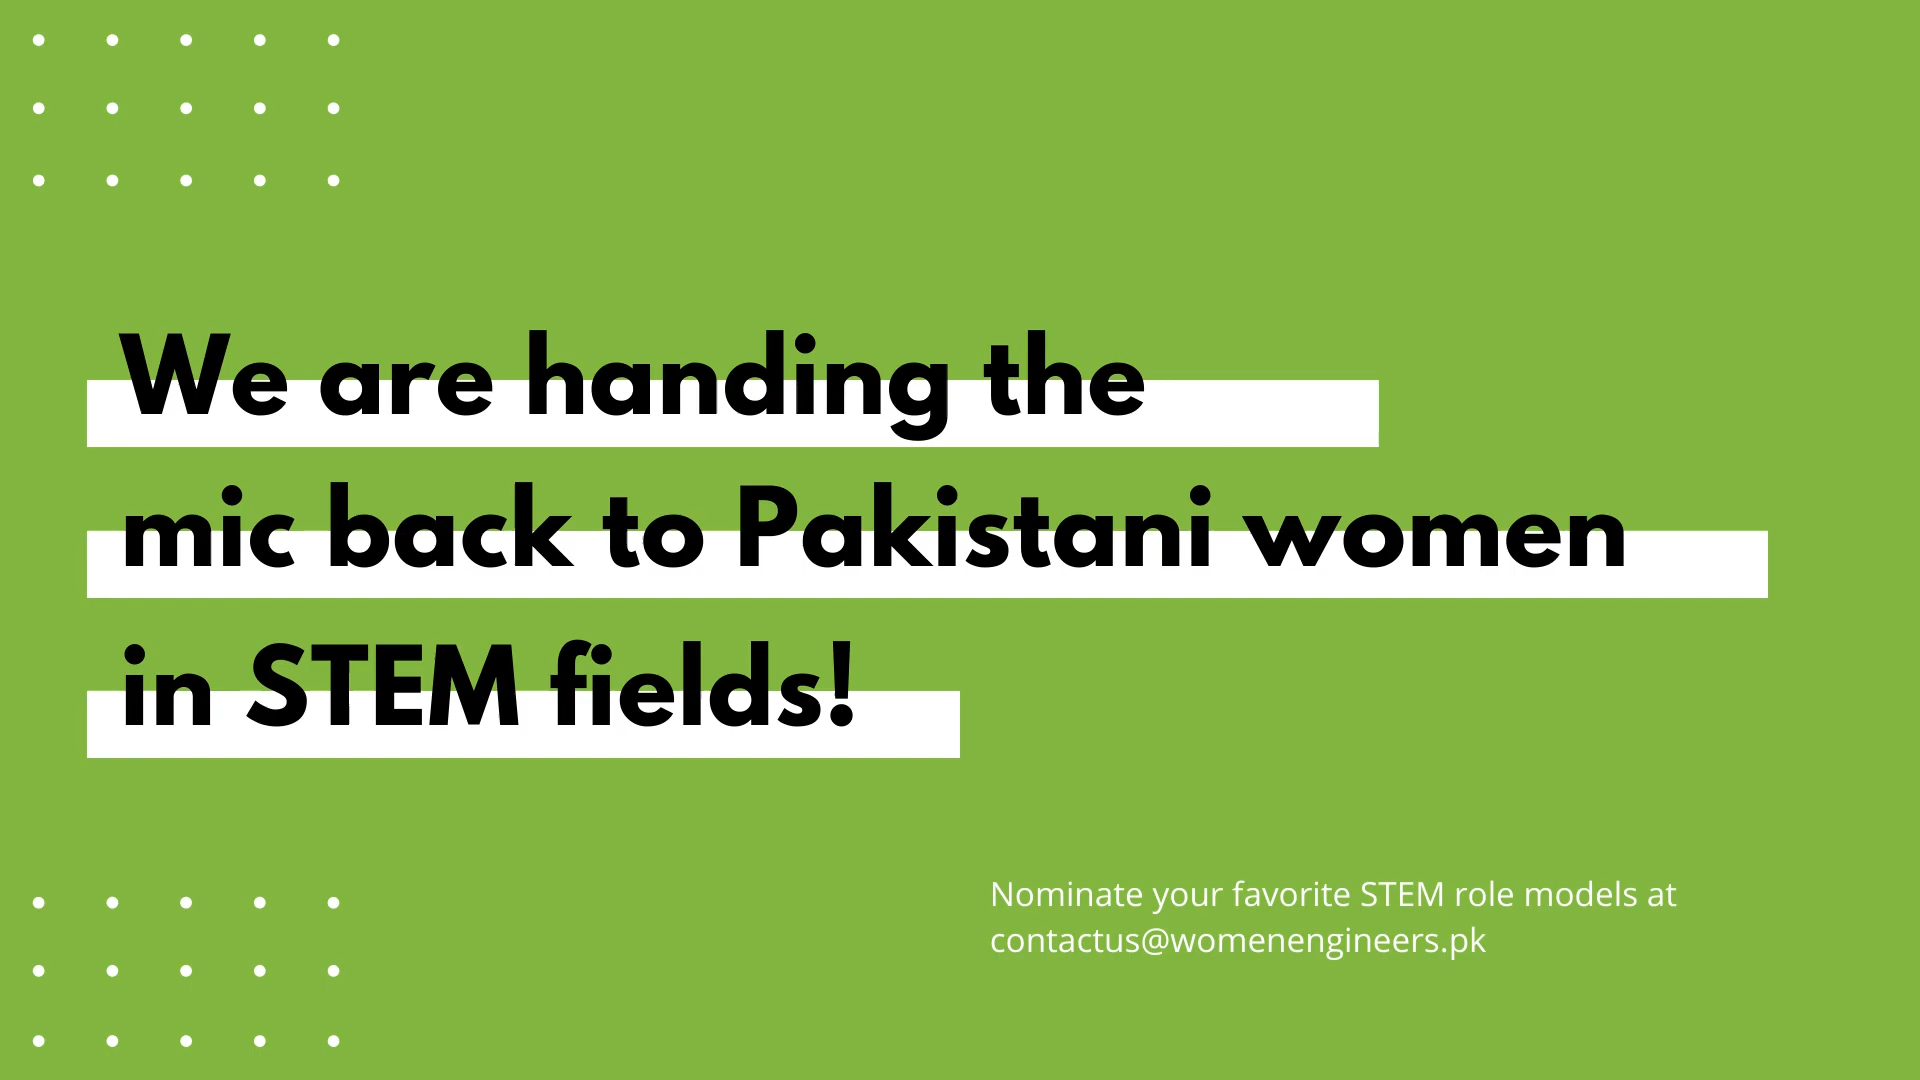 We are handing the
mic back to Pakistani women
in STEM fields!
Nominate your favorite STEM role models at
contactus@womenengineers.pk